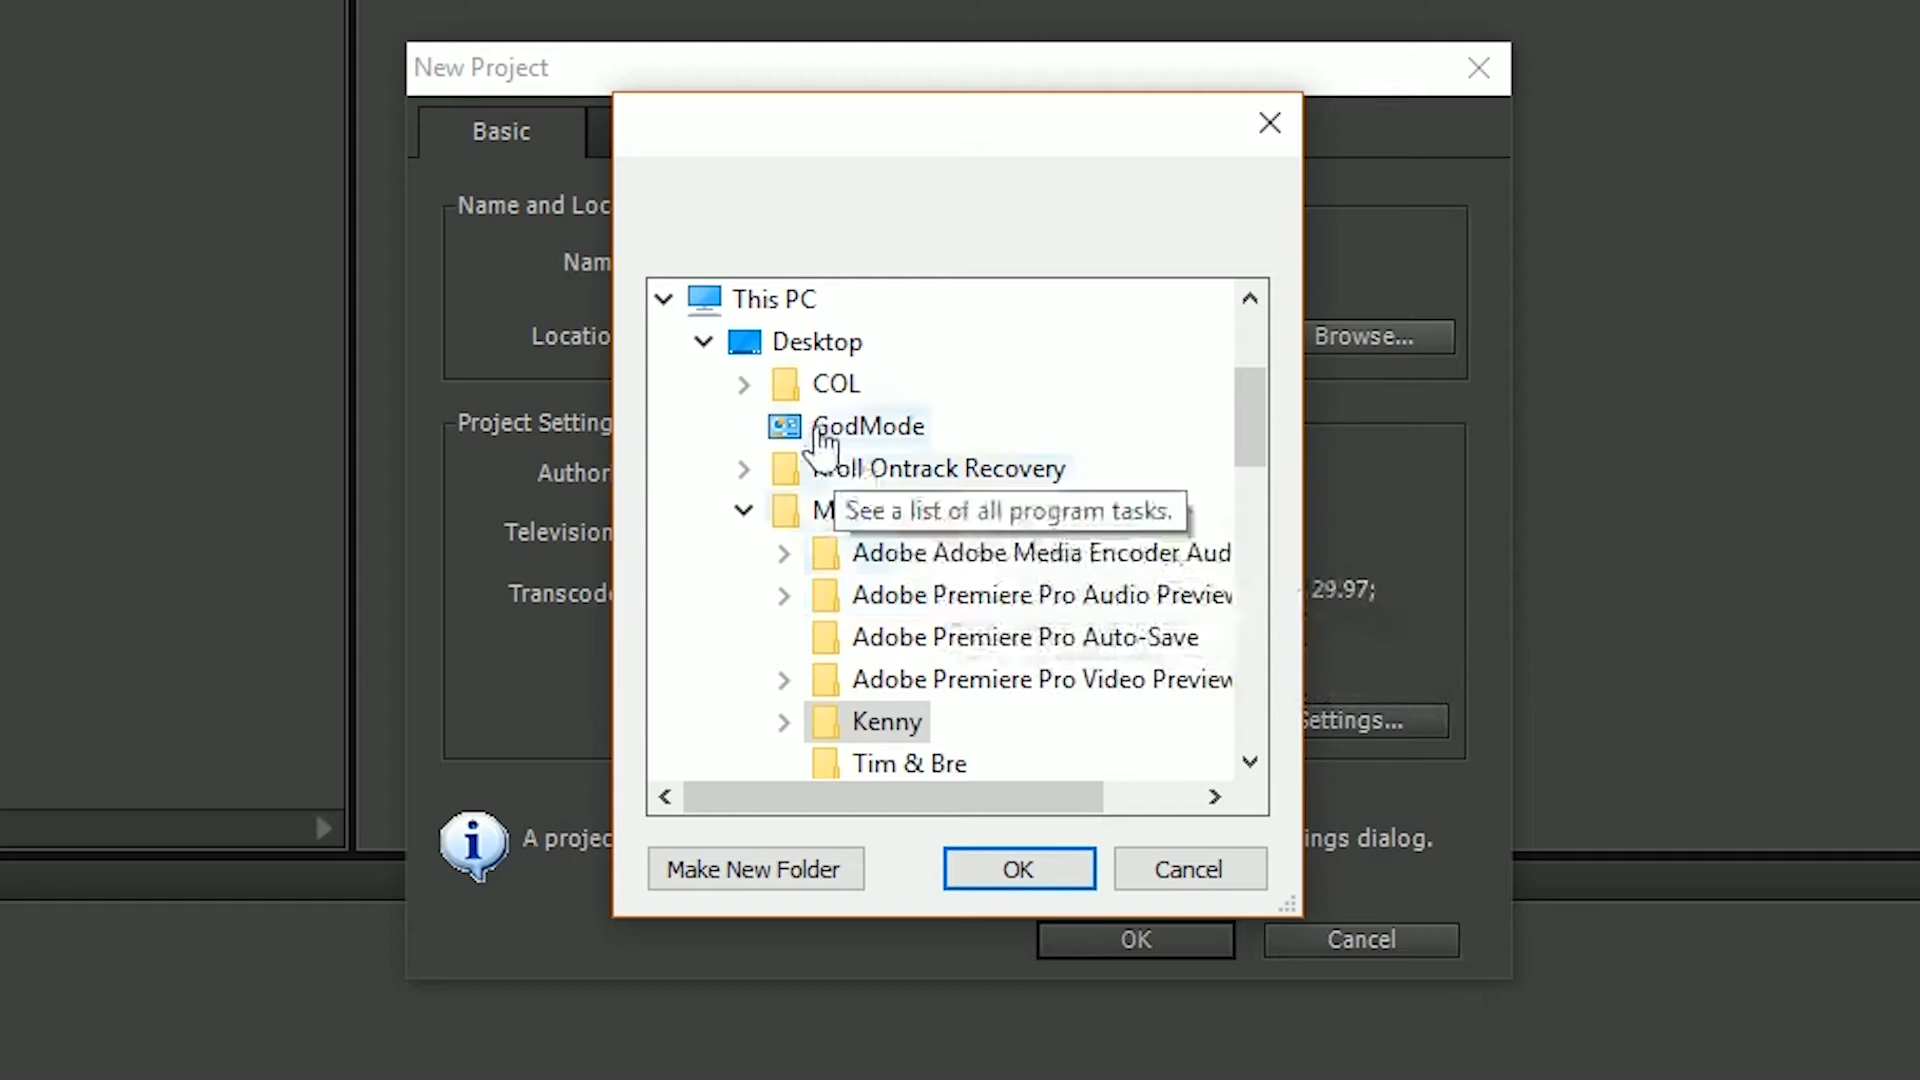 New Project
Basic
Name and Loc
Nam
Locatio
Browse...
Project Setting
Author
Television
Transcod
29.97;
Settings...
A projec
ings dialog.
OK
Cancel
This PC
Desktop
COL
GodMode
Kroll Ontrack Recovery
M
See a list of all program tasks.
Adobe Adobe Media Encoder Aud
Adobe Premiere Pro Audio Preview
Adobe Premiere Pro Auto-Save
Adobe Premiere Pro Video Preview
Kenny
Tim & Bre
Make New Folder
OK
Cancel